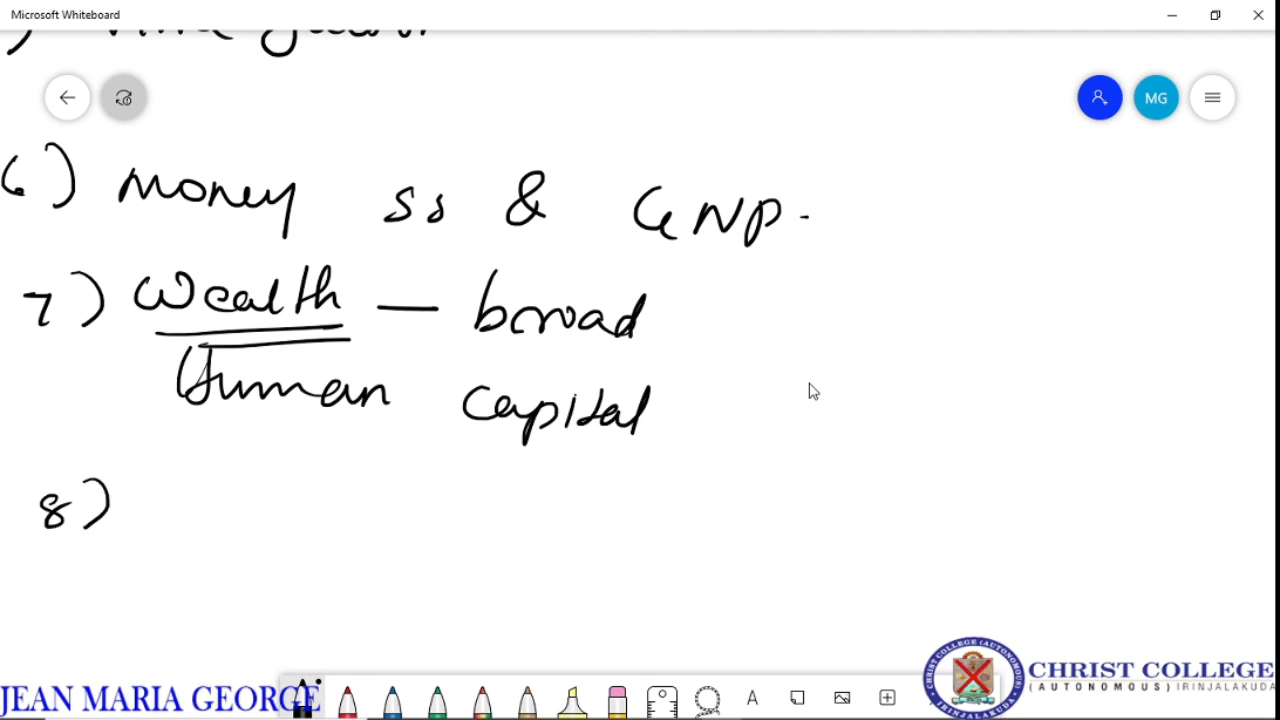 Microsoft Whiteboard
MG
6) Money ss & GNP.
7) Wealth — broad
Human capital
8)
A
JEAN MARIA GEORGE
CHRIST COLLEGE
(AUTONOMOUS) IRINJALAKUDA